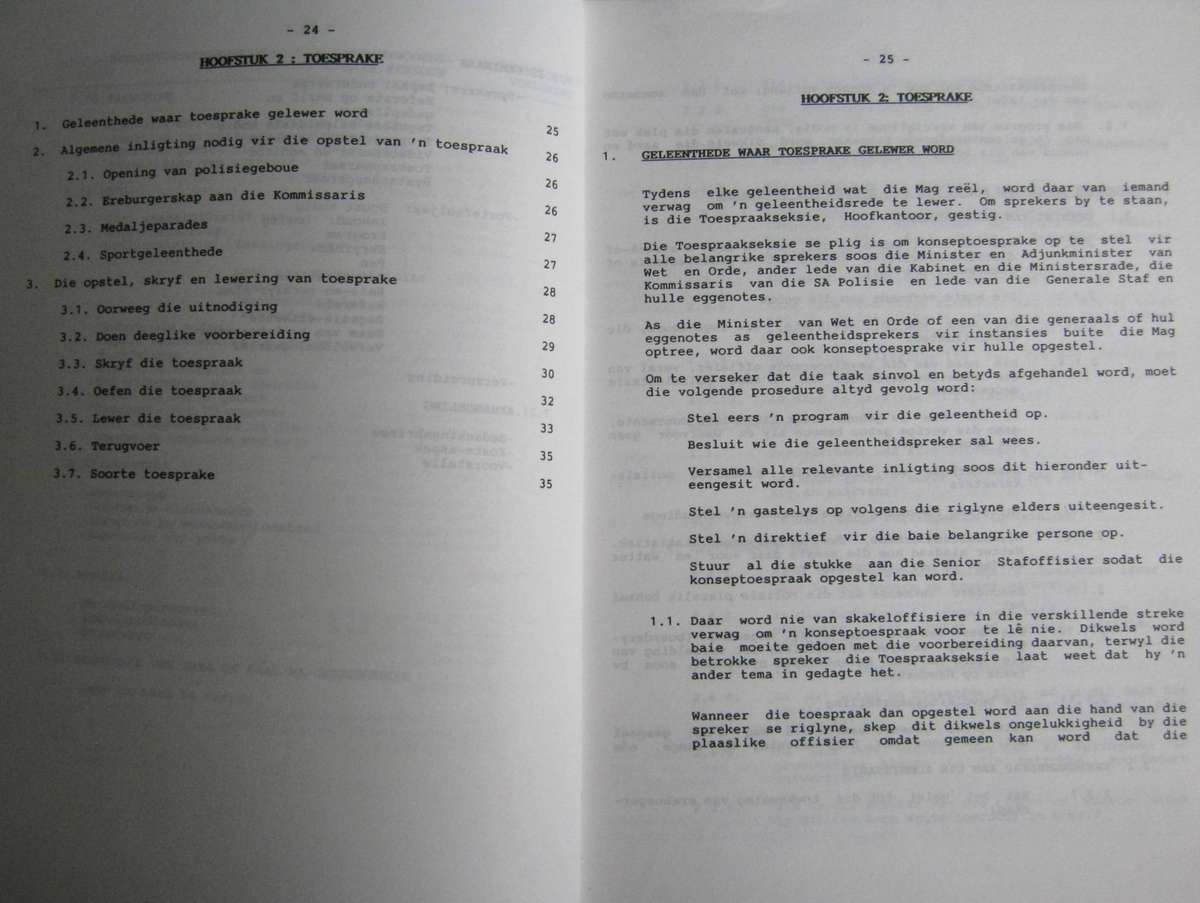 - 24 -
HOOFSTUK 2 : TOESPRAKE
1. Geleenthede waar toesprake gelewer word 25
2. Algemene inligting nodig vir die opstel van 'n toespraak 26
2.1. Opening van polisiegeboue 26
2.2. Ereburgerskap aan die Kommissaris 26
2.3. Medaljeparades 27
2.4. Sportgeleenthede 27
3. Die opstel, skryf en lewering van toesprake 28
3.1. Oorweeg die uitnodiging 28
3.2. Doen deeglike voorbereiding 29
3.3. Skryf die toespraak 30
3.4. Oefen die toespraak 32
3.5. Lewer die toespraak 33
3.6. Terugvoer 35
3.7. Soorte toesprake 35
- 25 -
HOOFSTUK 2: TOESPRAKE
1. GELEENTHEDE WAAR TOESPRAKE GELEWER WORD
Tydens elke geleentheid wat die Mag reël, word daar van iemand
verwag om 'n geleentheidsrede te lewer. Om sprekers by te staan,
is die Toespraakseksie, Hoofkantoor, gestig.
Die Toespraakseksie se plig is om konseptoesprake op te stel vir
alle belangrike sprekers soos die Minister en Adjunkminister van
Wet en Orde, ander lede van die Kabinet en die Ministersrade, die
Kommissaris van die SA Polisie en lede van die Generale Staf en
hulle eggenotes.
As die Minister van Wet en Orde of een van die generaals of hul
eggenotes as geleentheidsprekers vir instansies buite die Mag
optree, word daar ook konseptoesprake vir hulle opgestel.
Om te verseker dat die taak sinvol en betyds afgehandel word, moet
die volgende prosedure altyd gevolg word:
Stel eers 'n program vir die geleentheid op.
Besluit wie die geleentheidspreker sal wees.
Versamel alle relevante inligting soos dit hieronder uit-
eengesit word.
Stel 'n gastelys op volgens die riglyne elders uiteengesit.
Stel 'n direktief vir die baie belangrike persone op.
Stuur al die stukke aan die Senior Stafoffisier sodat die
konseptoespraak opgestel kan word.
1.1. Daar word nie van skakeloffisiere in die verskillende streke
verwag om 'n konseptoespraak voor te lê nie. Dikwels word
baie moeite gedoen met die voorbereiding daarvan, terwyl die
betrokke spreker die Toespraakseksie laat weet dat hy 'n
ander tema in gedagte het.
Wanneer die toespraak dan opgestel word aan die hand van die
spreker se riglyne, skep dit dikwels ongelukkigheid by die
plaaslike offisier omdat gemeen kan word dat die